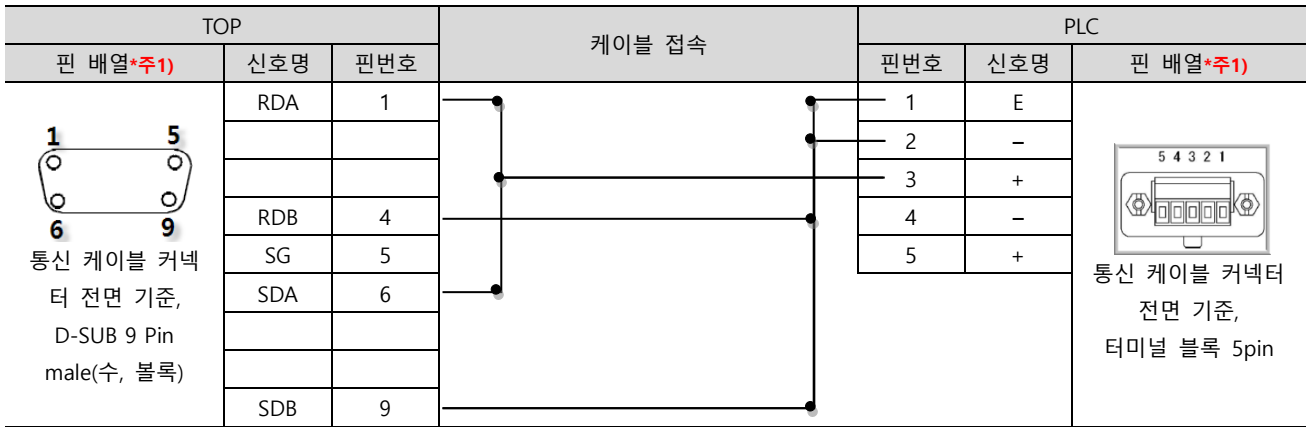 TOP 케이블 접속 PLC
핀 배열*주1) 신호명 핀번호 핀번호 신호명 핀 배열*주1)
RDA 1 1 E
2 –
3 +
RDB 4 4 –
SG 5 5 +
SDA 6
SDB 9
1 5
6 9
통신 케이블 커넥
터 전면 기준,
D-SUB 9 Pin
male(수, 볼록)
5 4 3 2 1
통신 케이블 커넥터
전면 기준,
터미널 블록 5pin